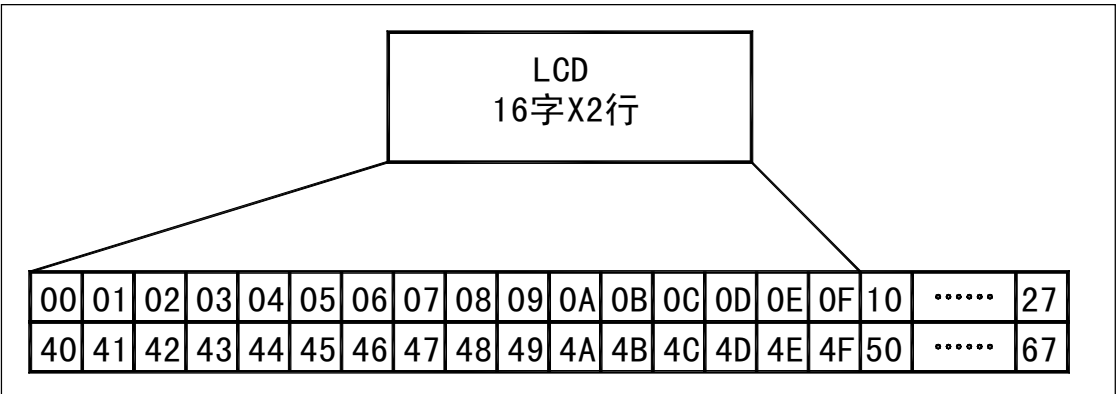 LCD
16字X2行
00 01 02 03 04 05 06 07 08 09 0A 0B 0C 0D 0E 0F 10 …… 27
40 41 42 43 44 45 46 47 48 49 4A 4B 4C 4D 4E 4F 50 …… 67